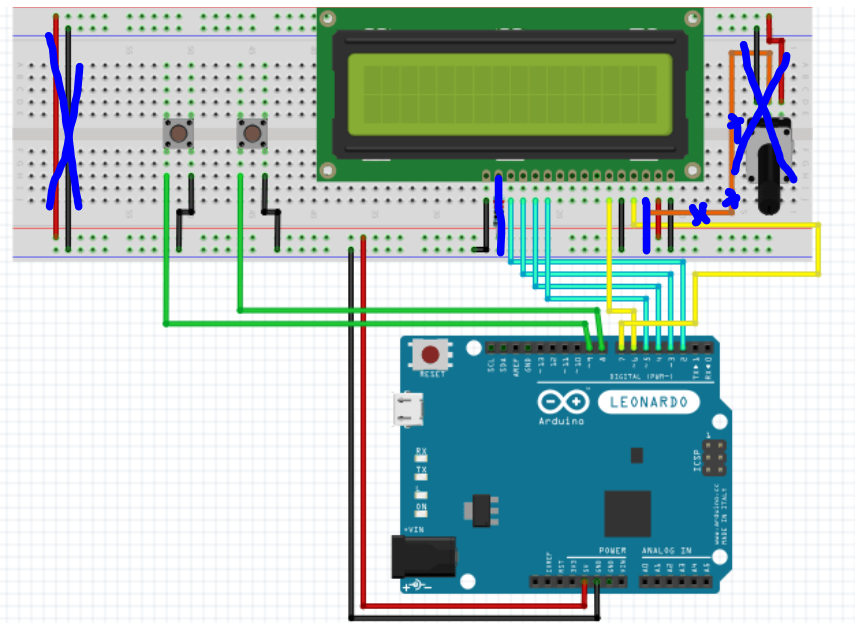 RESET
SCL
SDA
AREF
GND
~13
12
~11
~10
~9
8
7
~6
~5
4
~3
2
TX▸1
RX◂0
DIGITAL (PWM~)
LEONARDO
Arduino
RX
TX
L
ON
+VIN
1
ICSP
www.arduino.cc
MADE IN ITALY
POWER
ANALOG IN
IOREF
RST
3V3
5V
GND
GND
VIN
A0
A1
A2
A3
A4
A5